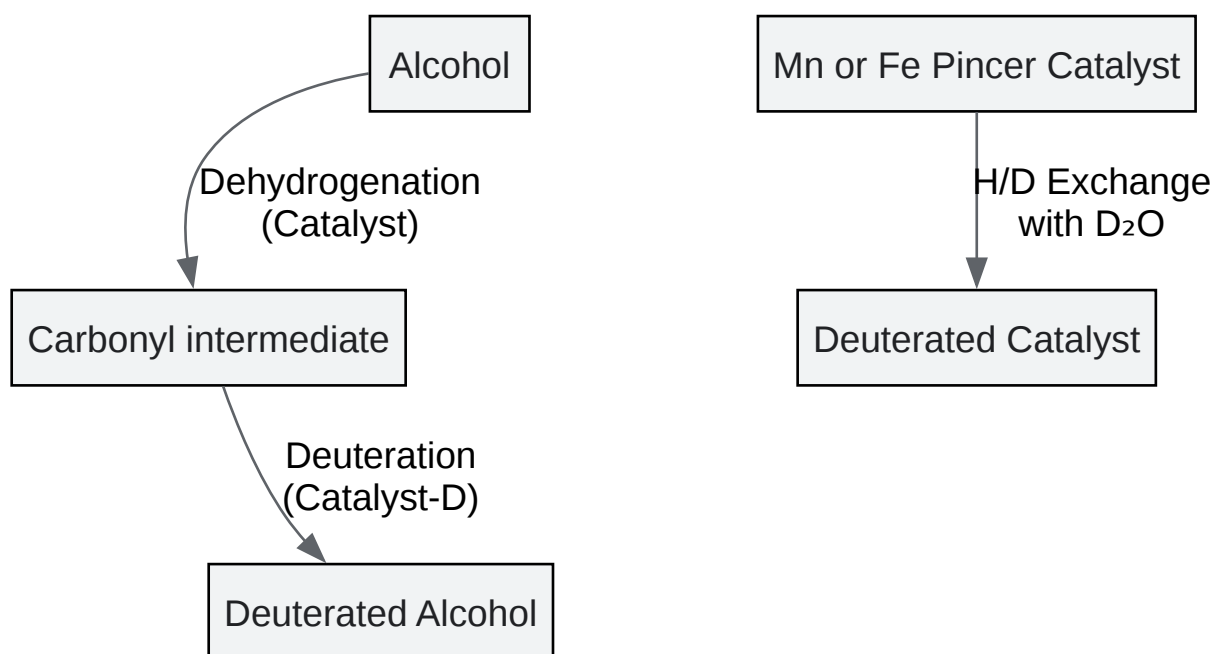 Alcohol
Mn or Fe Pincer Catalyst
Dehydrogenation
(Catalyst)
H/D Exchange
with D₂O
Carbonyl intermediate
Deuterated Catalyst
Deuteration
(Catalyst-D)
Deuterated Alcohol